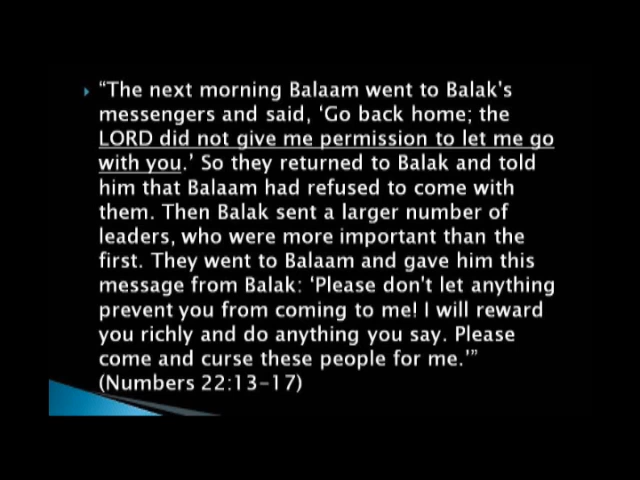 “The next morning Balaam went to Balak's
messengers and said, ‘Go back home; the
LORD did not give me permission to let me go
with you.’ So they returned to Balak and told
him that Balaam had refused to come with
them. Then Balak sent a larger number of
leaders, who were more important than the
first. They went to Balaam and gave him this
message from Balak: ‘Please don't let anything
prevent you from coming to me! I will reward
you richly and do anything you say. Please
come and curse these people for me.’”
(Numbers 22:13-17)